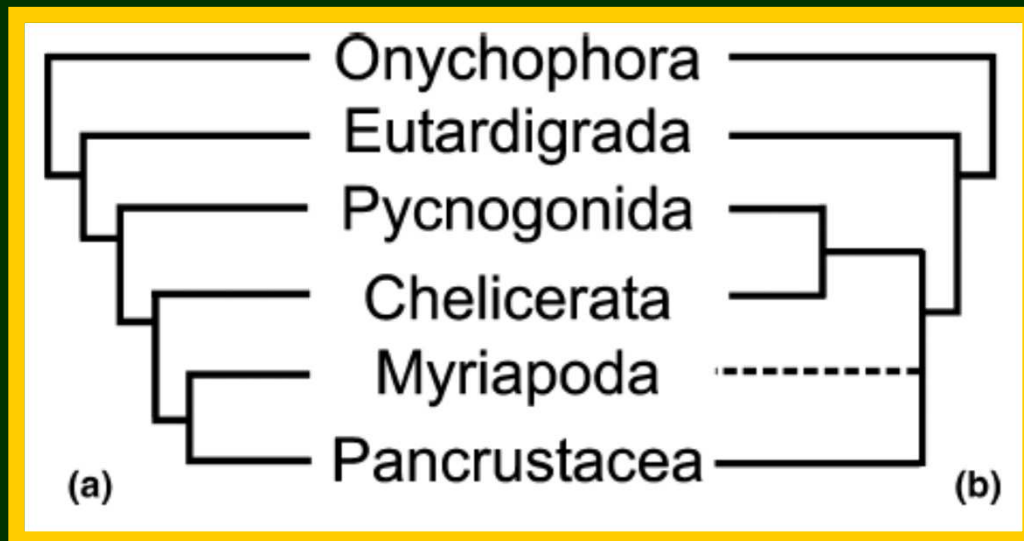 Onychophora
Eutardigrada
Pycnogonida
Chelicerata
Myriapoda
Pancrustacea
(a)
(b)